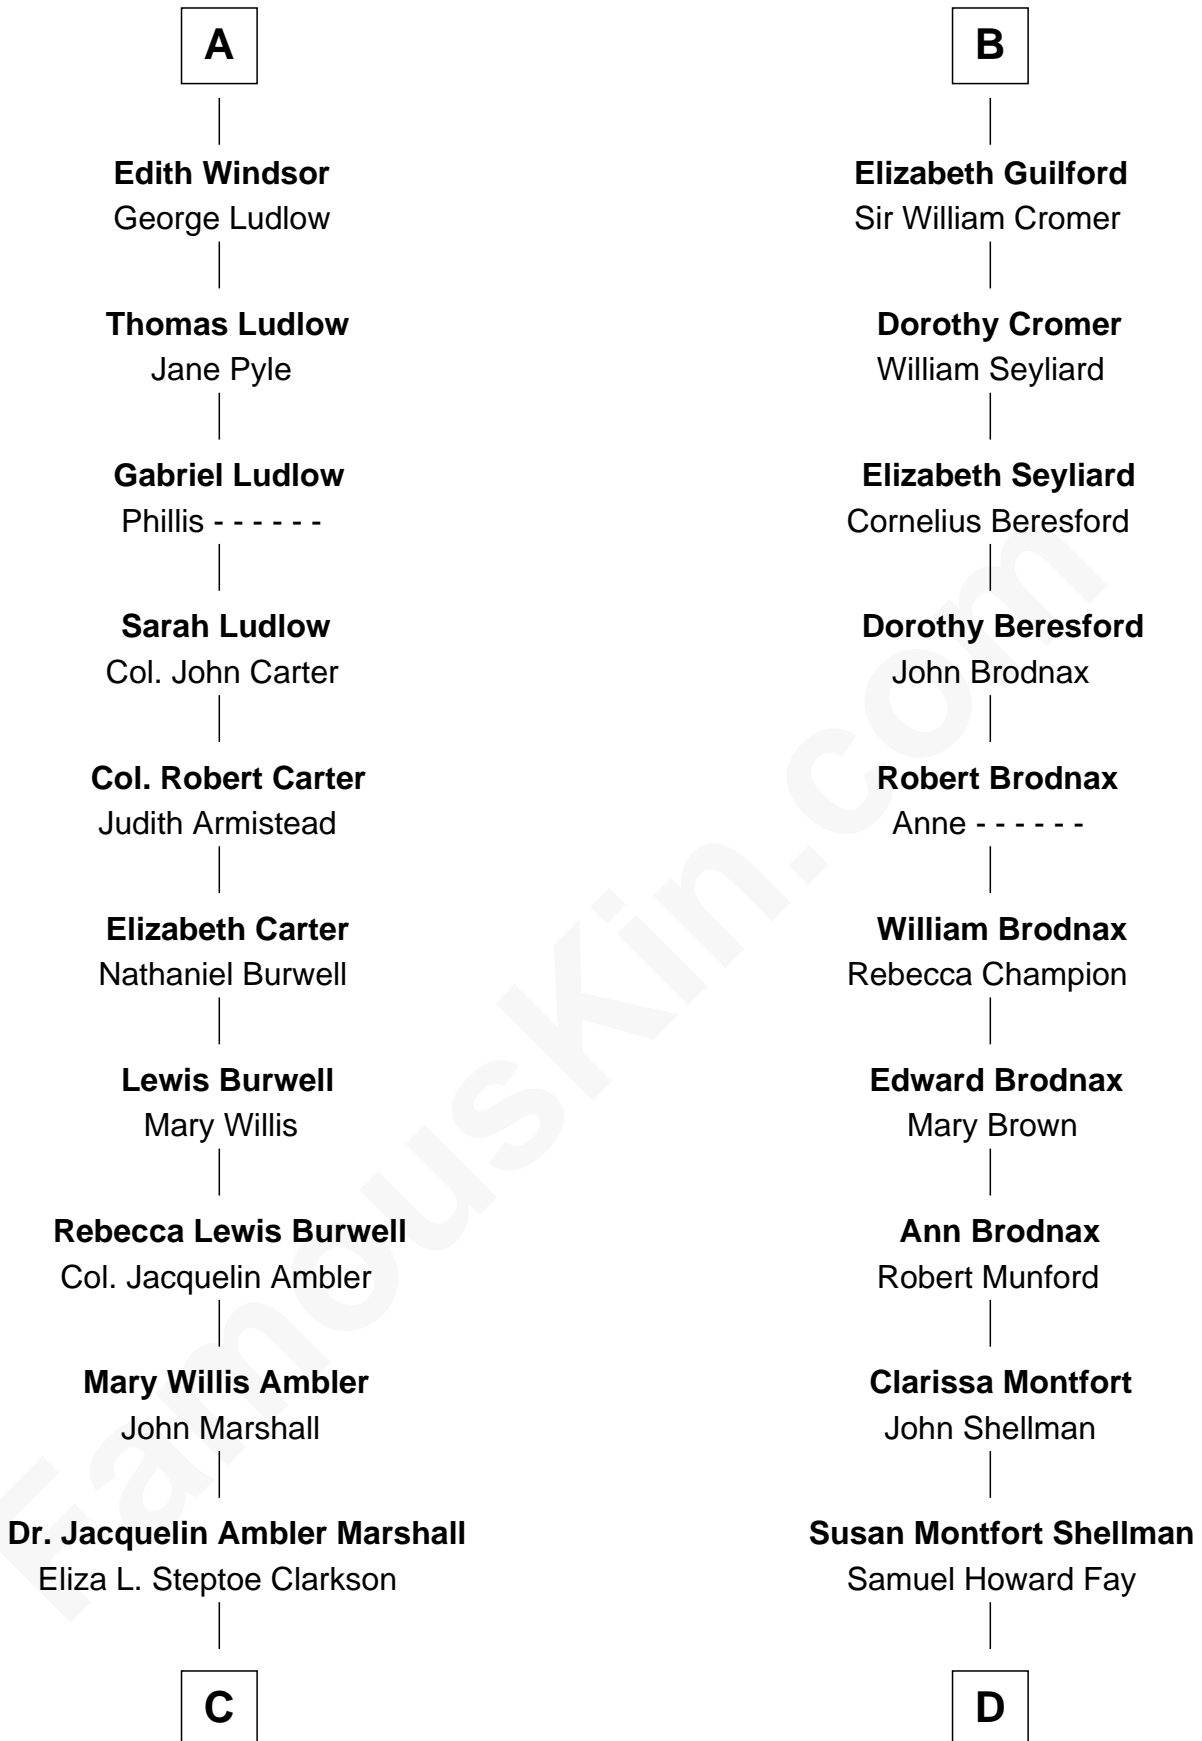 A
Edith Windsor
George Ludlow
Thomas Ludlow
Jane Pyle
Gabriel Ludlow
Phillis - - - - - -
Sarah Ludlow
Col. John Carter
Col. Robert Carter
Judith Armistead
Elizabeth Carter
Nathaniel Burwell
Lewis Burwell
Mary Willis
Rebecca Lewis Burwell
Col. Jacquelin Ambler
Mary Willis Ambler
John Marshall
Dr. Jacquelin Ambler Marshall
Eliza L. Steptoe Clarkson
C
B
Elizabeth Guilford
Sir William Cromer
Dorothy Cromer
William Seyliard
Elizabeth Seyliard
Cornelius Beresford
Dorothy Beresford
John Brodnax
Robert Brodnax
Anne - - - - - -
William Brodnax
Rebecca Champion
Edward Brodnax
Mary Brown
Ann Brodnax
Robert Munford
Clarissa Montfort
John Shellman
Susan Montfort Shellman
Samuel Howard Fay
D
FamousKin.com